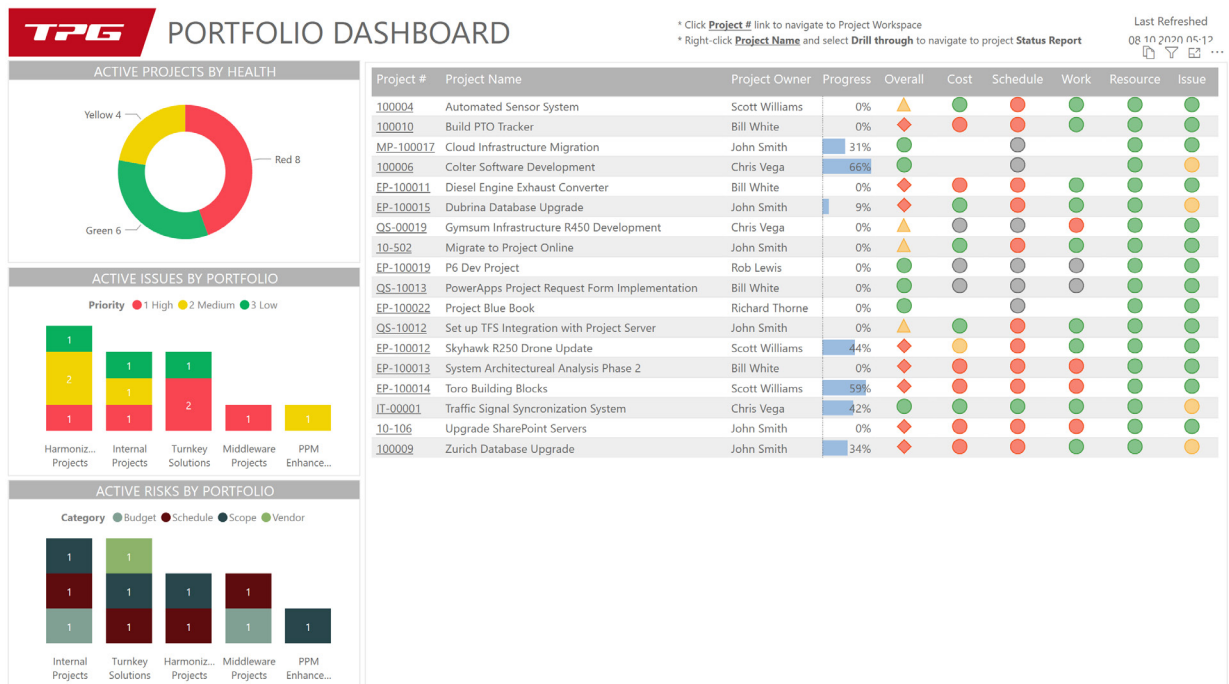 TPG PORTFOLIO DASHBOARD
* Click Project # link to navigate to Project Workspace
* Right-click Project Name and select Drill through to navigate to project Status Report
Last Refreshed
08.10.2020 05:12
ACTIVE PROJECTS BY HEALTH
Yellow 4
Red 8
Green 6
ACTIVE ISSUES BY PORTFOLIO
Priority 1 High 2 Medium 3 Low
1
2 1 1
1 1 2 1 1
Harmoniz... Internal Turnkey Middleware PPM
Projects Projects Solutions Projects Enhance...
ACTIVE RISKS BY PORTFOLIO
Category Budget Schedule Scope Vendor
1 1
1 1 1 1
1 1 1 1 1
Internal Turnkey Harmoniz... Middleware PPM
Projects Solutions Projects Projects Enhance...
Project # Project Name Project Owner Progress Overall Cost Schedule Work Resource Issue
100004 Automated Sensor System Scott Williams 0%
100010 Build PTO Tracker Bill White 0%
MP-100017 Cloud Infrastructure Migration John Smith 31%
100006 Colter Software Development Chris Vega 66%
EP-100011 Diesel Engine Exhaust Converter Bill White 0%
EP-100015 Dubrina Database Upgrade John Smith 9%
QS-00019 Gymsum Infrastructure R450 Development Chris Vega 0%
10-502 Migrate to Project Online John Smith 0%
EP-100019 P6 Dev Project Rob Lewis 0%
QS-10013 PowerApps Project Request Form Implementation Bill White 0%
EP-100022 Project Blue Book Richard Thorne 0%
QS-10012 Set up TFS Integration with Project Server John Smith 0%
EP-100012 Skyhawk R250 Drone Update Scott Williams 44%
EP-100013 System Architectureal Analysis Phase 2 Bill White 0%
EP-100014 Toro Building Blocks Scott Williams 59%
IT-00001 Traffic Signal Syncronization System Chris Vega 42%
10-106 Upgrade SharePoint Servers John Smith 0%
100009 Zurich Database Upgrade John Smith 34%